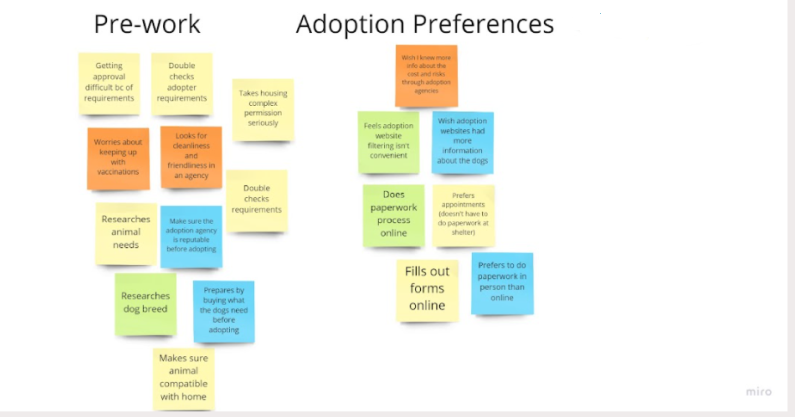 Pre-work
Adoption Preferences
Getting
approval
difficult bc of
requirements
Double
checks
adopter
requirements
Takes housing
complex
permission
seriously
Worries about
keeping up
with
vaccinations
Looks for
cleanliness
and
friendliness in
an agency
Double
checks
requirements
Researches
animal
needs
Make sure the
adoption agency
is reputable
before adopting
Researches
dog breed
Prepares by
buying what
the dogs need
before
adopting
Makes sure
animal
compatible
with home
Wish I knew more
info about the
cost and risks
through adoption
agencies
Feels adoption
website
filtering isn't
convenient
Wish adoption
websites had
more
information
about the dogs
Does
paperwork
process
online
Prefers
appointments
(doesn't have to
do paperwork at
shelter)
Fills out
forms
online
Prefers to do
paperwork in
person than
online
miro